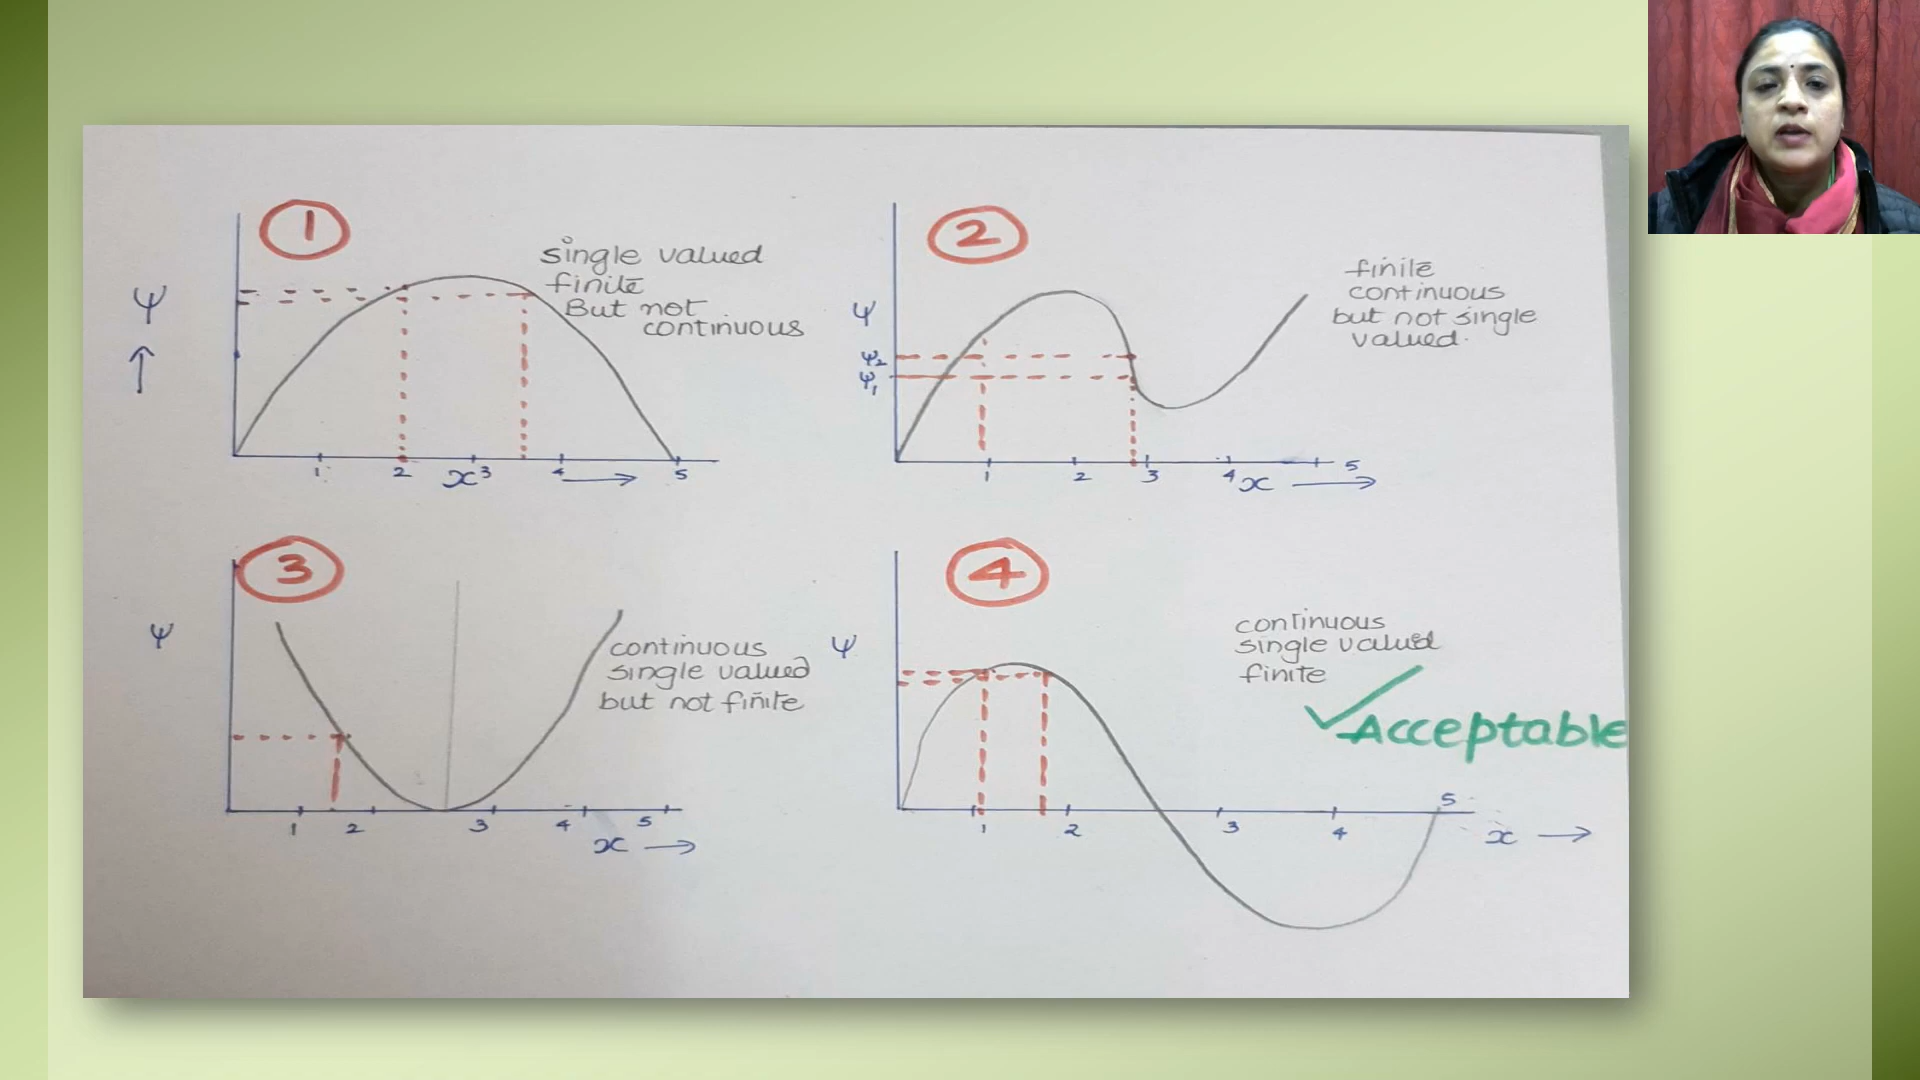 1
single valued
finite
But not
continuous
ψ
↑
1 2 3 4 5
x →
2
finite
continuous
but not single
valued.
ψ
ψ₂
ψ₁
1 2 3 4 5
x →
3
continuous
single valued
but not finite
ψ
1 2 3 4 5
x →
4
continuous
single valued
finite
✓ Acceptable
ψ
1 2 3 4 5
x →